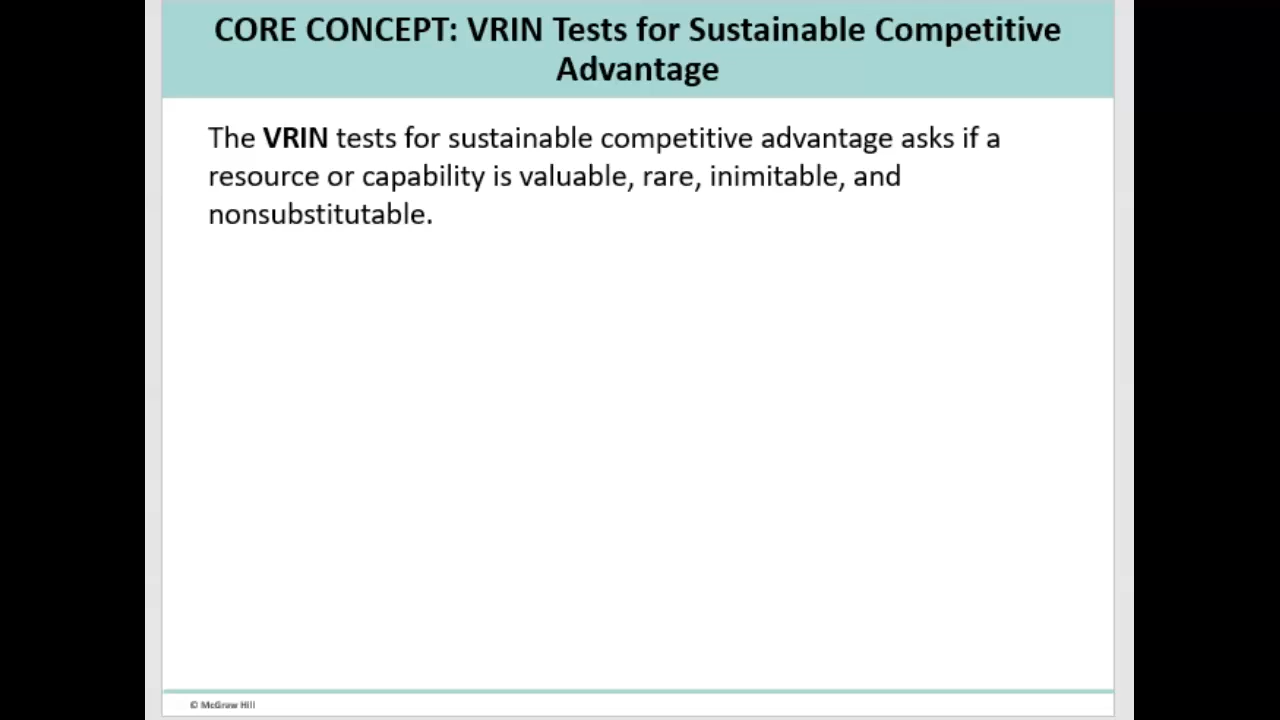 CORE CONCEPT: VRIN Tests for Sustainable Competitive
Advantage
The VRIN tests for sustainable competitive advantage asks if a
resource or capability is valuable, rare, inimitable, and
nonsubstitutable.
© McGraw Hill